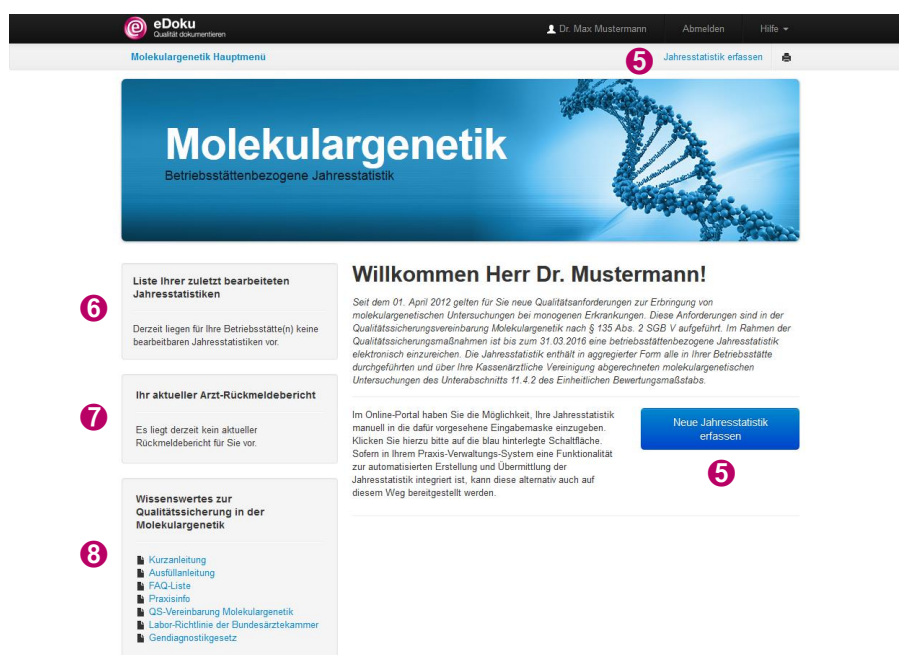 eDoku
Qualität dokumentieren
Dr. Max Mustermann Abmelden Hilfe
Molekulargenetik Hauptmenü
5 Jahresstatistik erfassen
Molekulargenetik
Betriebsstättenbezogene Jahresstatistik
6
Liste Ihrer zuletzt bearbeiteten
Jahresstatistiken
Derzeit liegen für Ihre Betriebsstätte(n) keine
bearbeitbaren Jahresstatistiken vor.
7
Ihr aktueller Arzt-Rückmeldebericht
Es liegt derzeit kein aktueller
Rückmeldebericht für Sie vor.
8
Wissenswertes zur
Qualitätssicherung in der
Molekulargenetik
Kurzanleitung
Ausfüllanleitung
FAQ-Liste
Praxisinfo
QS-Vereinbarung Molekulargenetik
Labor-Richtlinie der Bundesärztekammer
Gendiagnostikgesetz
Willkommen Herr Dr. Mustermann!
Seit dem 01. April 2012 gelten für Sie neue Qualitätsanforderungen zur Erbringung von
molekulargenetischen Untersuchungen bei monogenen Erkrankungen. Diese Anforderungen sind in der
Qualitätssicherungsvereinbarung Molekulargenetik nach § 135 Abs. 2 SGB V aufgeführt. Im Rahmen der
Qualitätssicherungsmaßnahmen ist bis zum 31.03.2016 eine betriebsstättenbezogene Jahresstatistik
elektronisch einzureichen. Die Jahresstatistik enthält in aggregierter Form alle in Ihrer Betriebsstätte
durchgeführten und über Ihre Kassenärztliche Vereinigung abgerechneten molekulargenetischen
Untersuchungen des Unterabschnitts 11.4.2 des Einheitlichen Bewertungsmaßstabs.
Im Online-Portal haben Sie die Möglichkeit, Ihre Jahresstatistik
manuell in die dafür vorgesehene Eingabemaske einzugeben.
Klicken Sie hierzu bitte auf die blau hinterlegte Schaltfläche.
Sofern in Ihrem Praxis-Verwaltungs-System eine Funktionalität
zur automatisierten Erstellung und Übermittlung der
Jahresstatistik integriert ist, kann diese alternativ auch auf
diesem Weg bereitgestellt werden.
Neue Jahresstatistik
erfassen
5